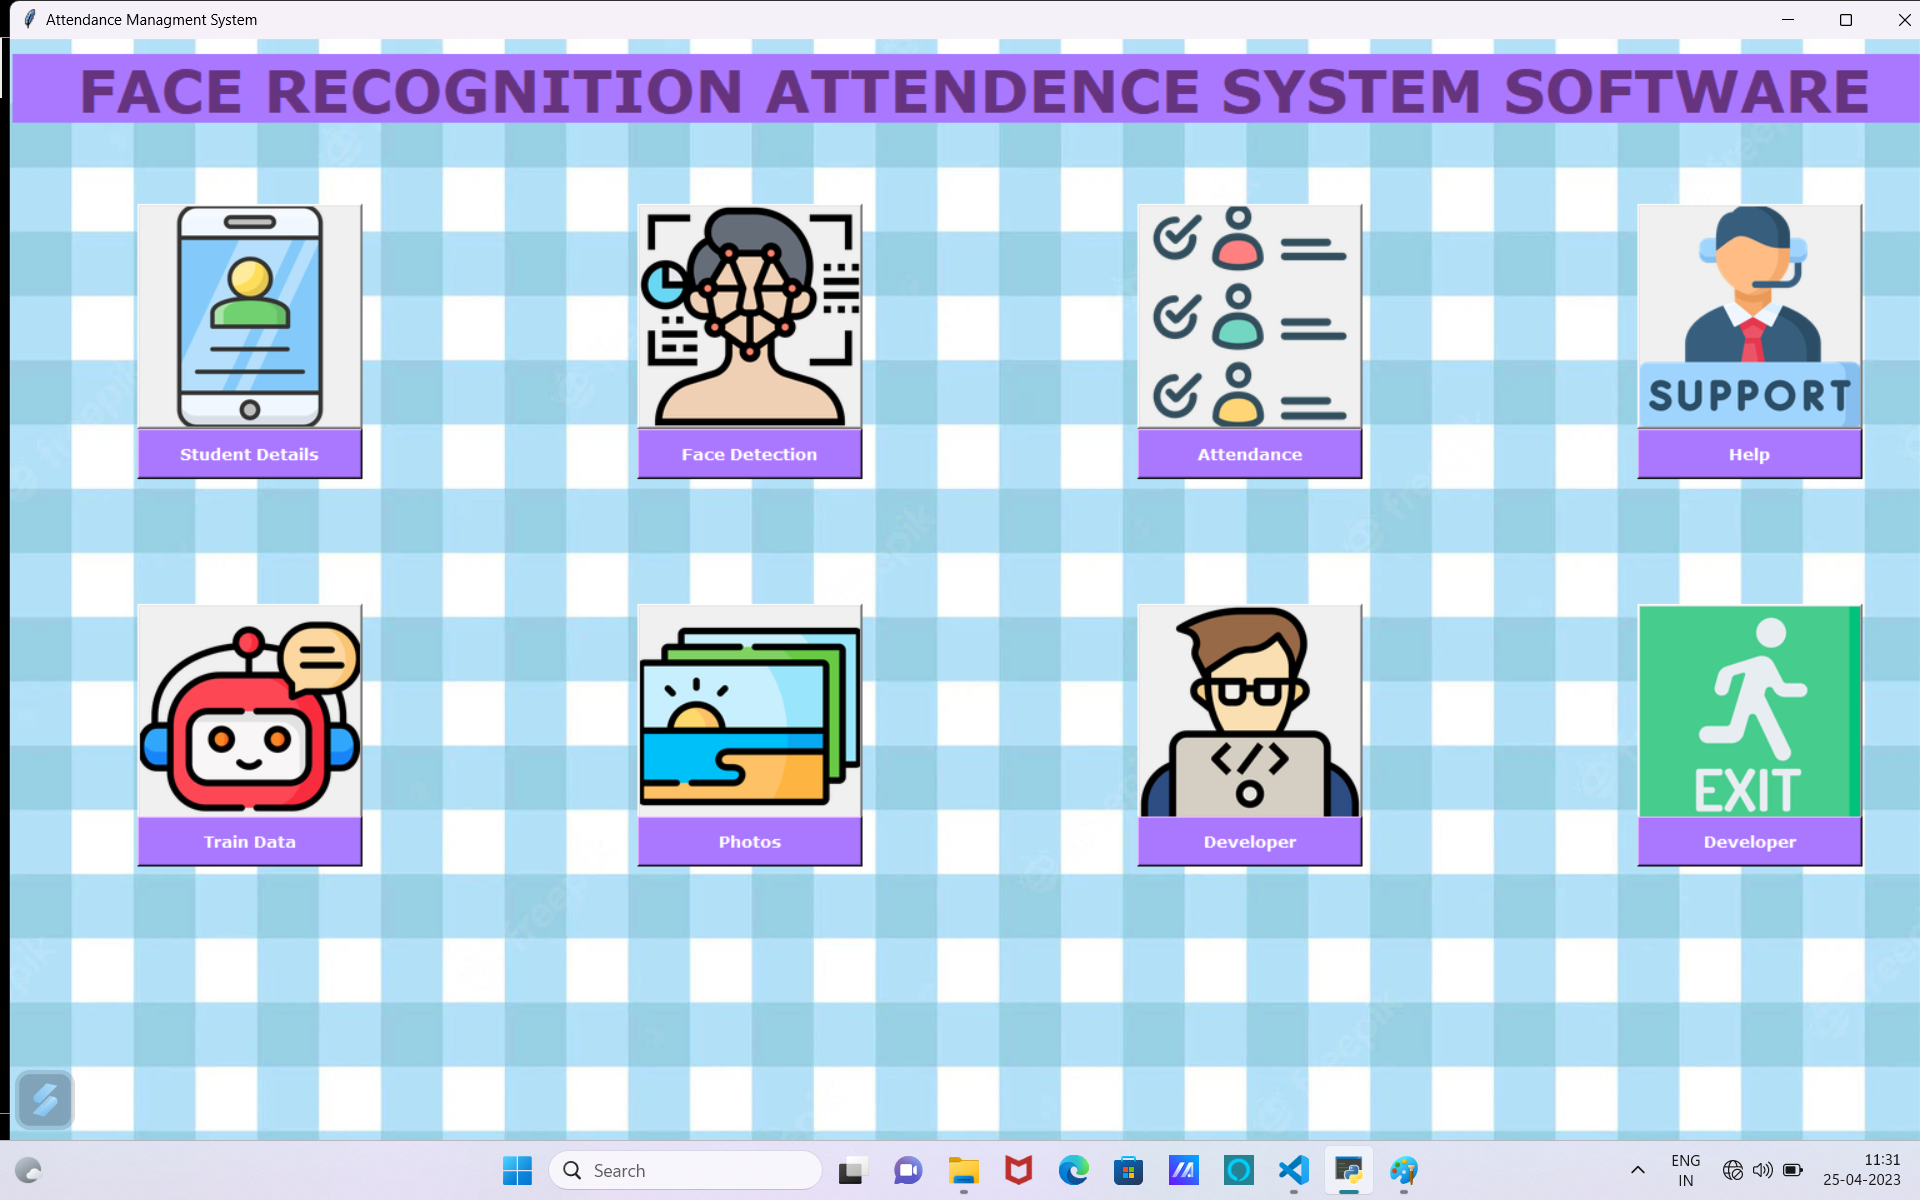 Attendance Managment System
FACE RECOGNITION ATTENDENCE SYSTEM SOFTWARE
SUPPORT
Student Details
Face Detection
Attendance
Help
EXIT
Train Data
Photos
Developer
Developer
Search
ENG
IN
11:31
25-04-2023
freepik